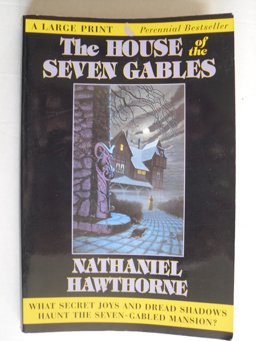 A LARGE PRINT Perennial Bestseller
The HOUSE of the
SEVEN GABLES
NATHANIEL
HAWTHORNE
WHAT SECRET JOYS AND DREAD SHADOWS
HAUNT THE SEVEN-GABLED MANSION?